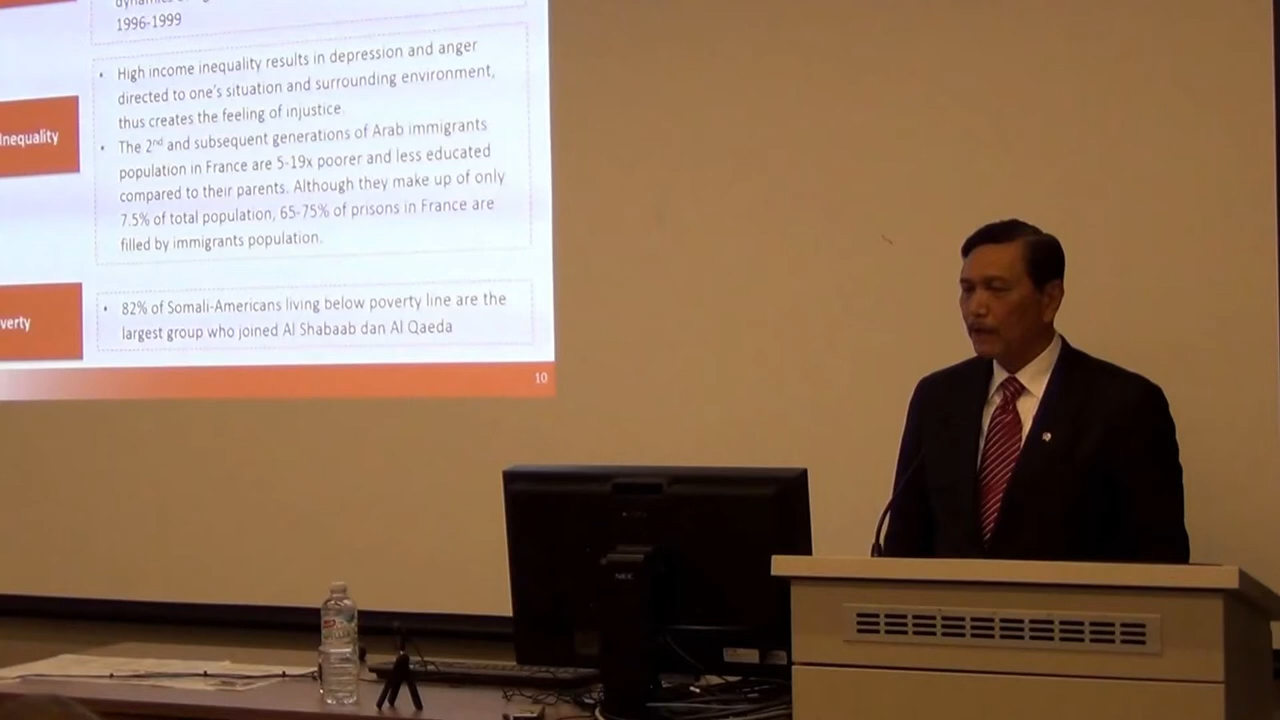 dynamics of
1996-1999
Inequality
• High income inequality results in depression and anger
directed to one's situation and surrounding environment,
thus creates the feeling of injustice.
• The 2nd and subsequent generations of Arab immigrants
population in France are 5-19x poorer and less educated
compared to their parents. Although they make up of only
7.5% of total population, 65-75% of prisons in France are
filled by immigrants population.
verty
• 82% of Somali-Americans living below poverty line are the
largest group who joined Al Shabaab dan Al Qaeda
10
NEC